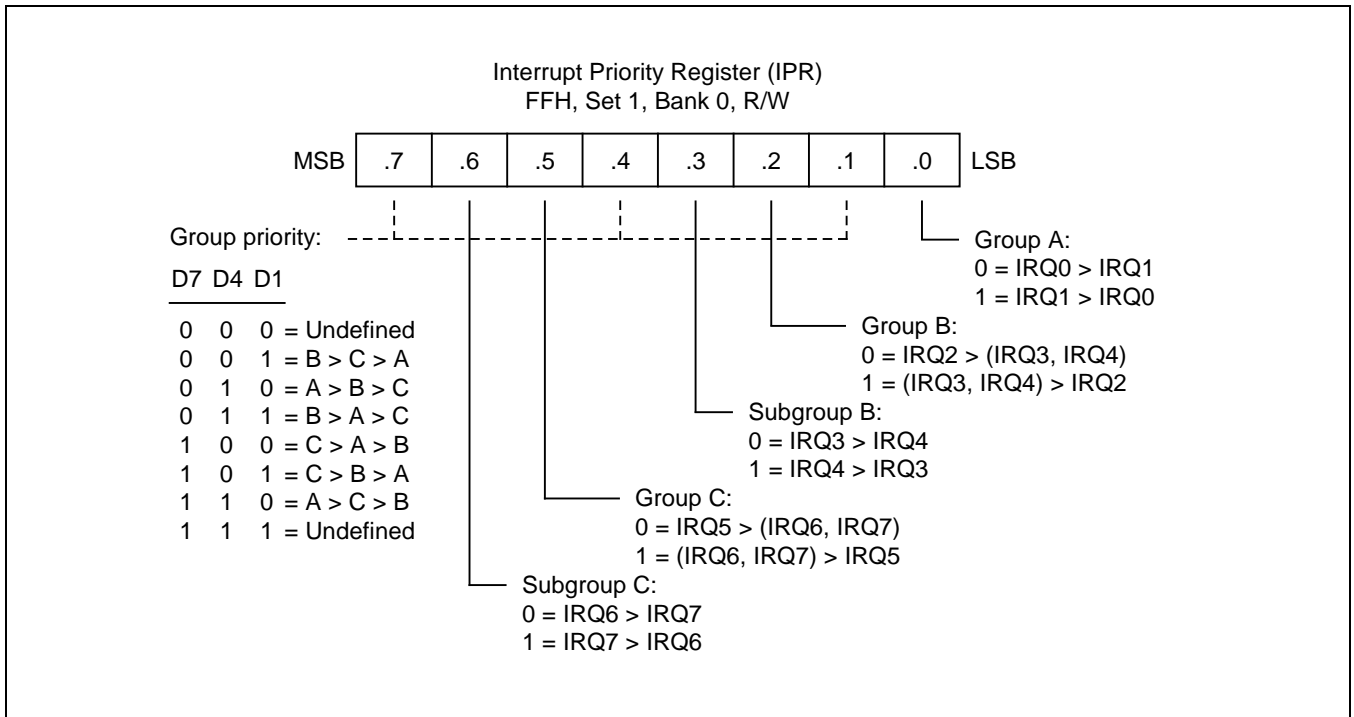 Interrupt Priority Register (IPR)
FFH, Set 1, Bank 0, R/W
MSB .7 .6 .5 .4 .3 .2 .1 .0 LSB
Group priority:
D7 D4 D1
0 0 0 = Undefined
0 0 1 = B > C > A
0 1 0 = A > B > C
0 1 1 = B > A > C
1 0 0 = C > A > B
1 0 1 = C > B > A
1 1 0 = A > C > B
1 1 1 = Undefined
Group A:
0 = IRQ0 > IRQ1
1 = IRQ1 > IRQ0
Group B:
0 = IRQ2 > (IRQ3, IRQ4)
1 = (IRQ3, IRQ4) > IRQ2
Subgroup B:
0 = IRQ3 > IRQ4
1 = IRQ4 > IRQ3
Group C:
0 = IRQ5 > (IRQ6, IRQ7)
1 = (IRQ6, IRQ7) > IRQ5
Subgroup C:
0 = IRQ6 > IRQ7
1 = IRQ7 > IRQ6